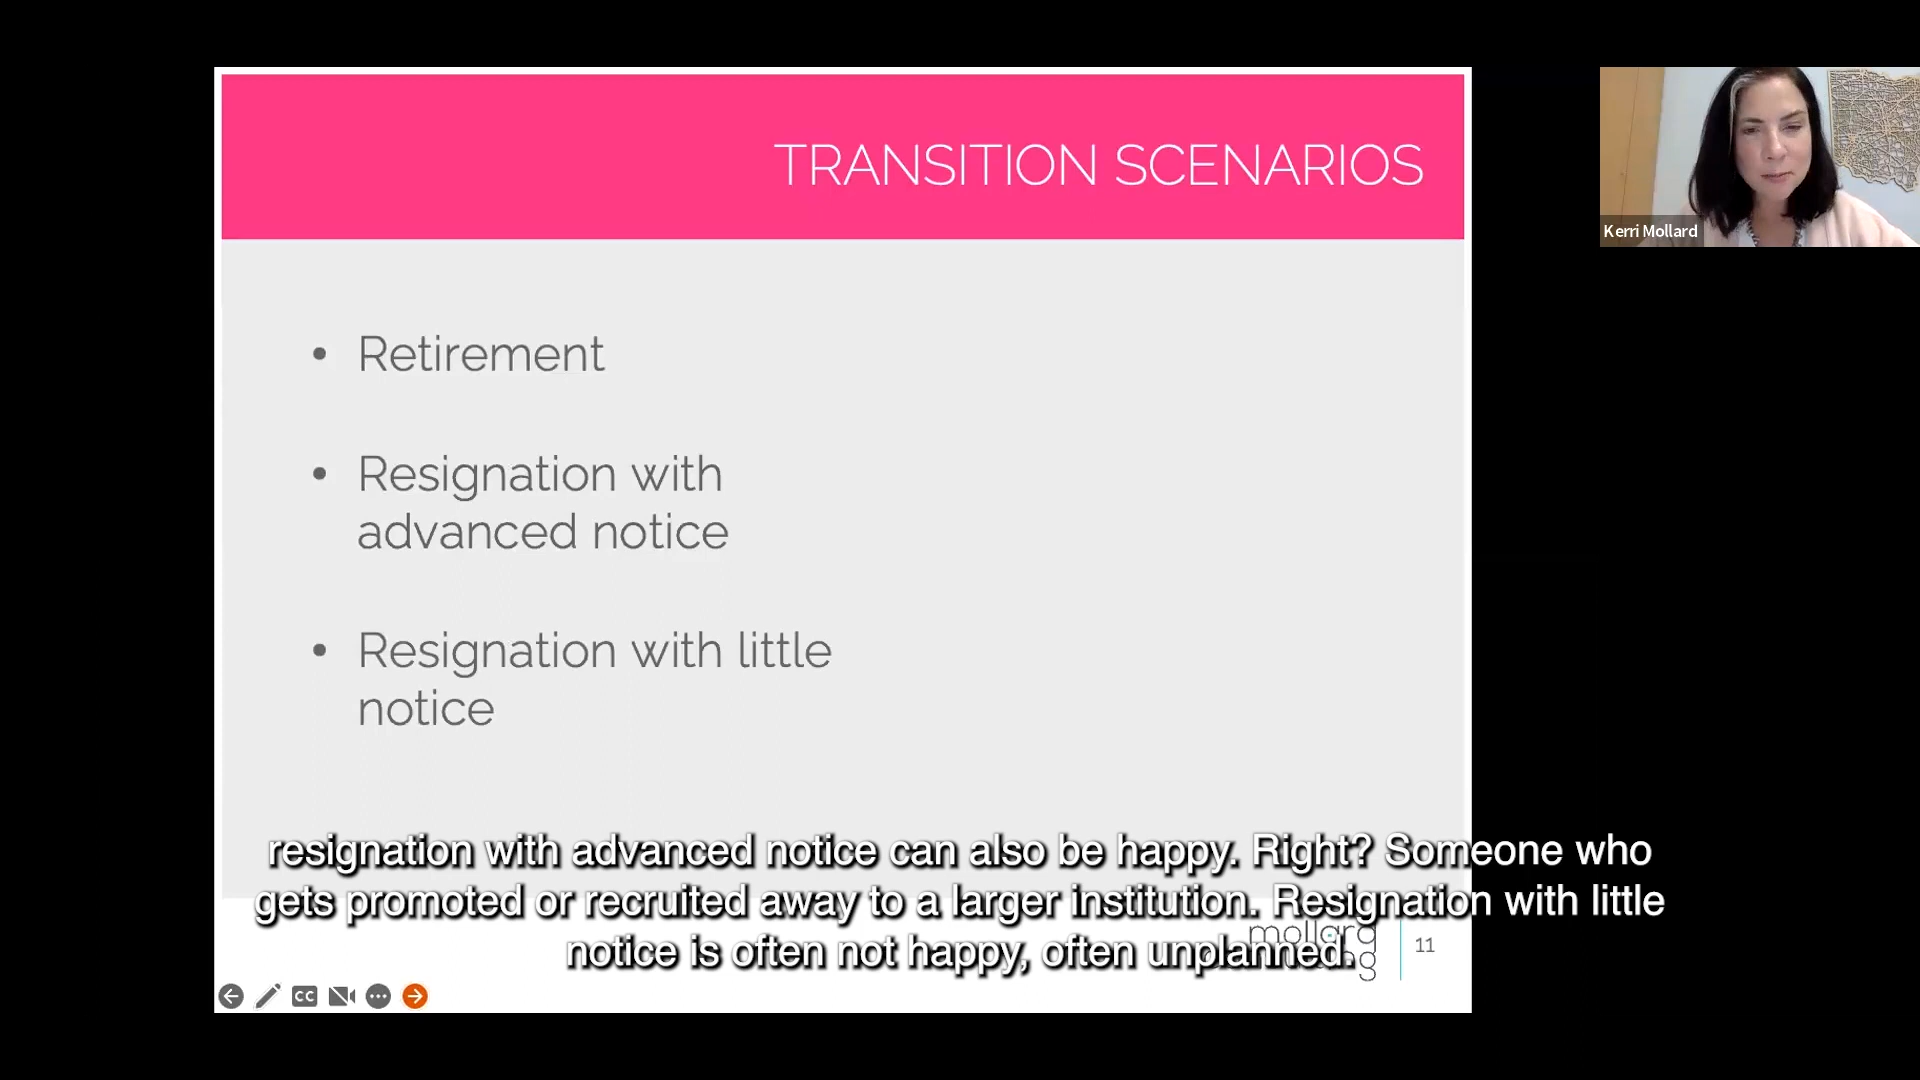 TRANSITION SCENARIOS
Kerri Mollard
• Retirement
• Resignation with
advanced notice
• Resignation with little
notice
resignation with advanced notice can also be happy. Right? Someone who
gets promoted or recruited away to a larger institution. Resignation with little
notice is often not happy, often unplanned.
mollard
11
CC